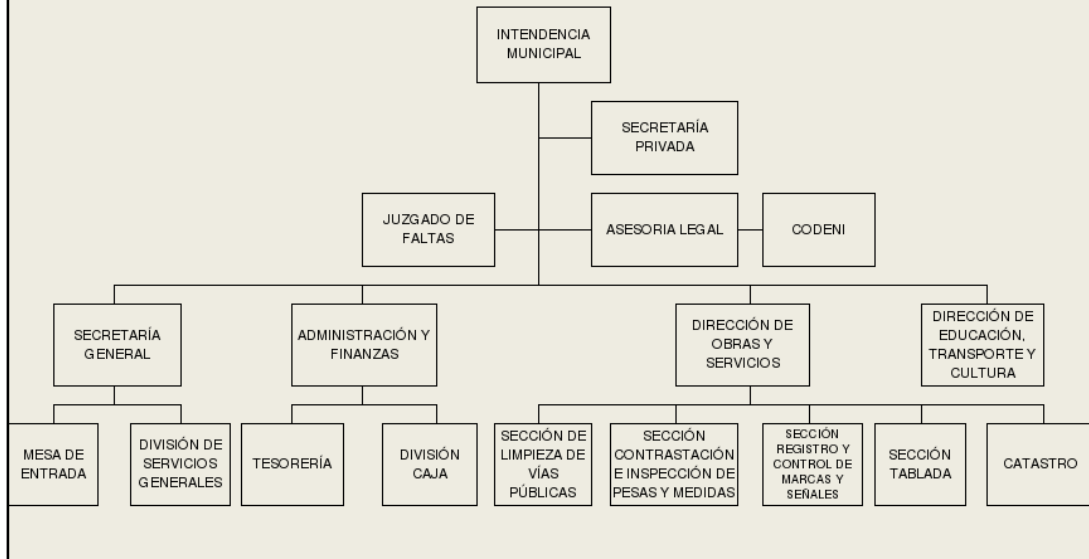 INTENDENCIA
MUNICIPAL
SECRETARÍA
PRIVADA
JUZGADO DE
FALTAS
ASESORIA LEGAL
CODENI
SECRETARÍA
GENERAL
ADMINISTRACIÓN Y
FINANZAS
DIRECCIÓN DE
OBRAS Y
SERVICIOS
DIRECCIÓN DE
EDUCACIÓN,
TRANSPORTE Y
CULTURA
MESA DE
ENTRADA
DIVISIÓN DE
SERVICIOS
GENERALES
TESORERÍA
DIVISIÓN
CAJA
SECCIÓN DE
LIMPIEZA DE
VÍAS
PÚBLICAS
SECCIÓN
CONTRASTACIÓN
E INSPECCIÓN DE
PESAS Y MEDIDAS
SECCIÓN
REGISTRO Y
CONTROL DE
MARCAS Y
SEÑALES
SECCIÓN
TABLADA
CATASTRO